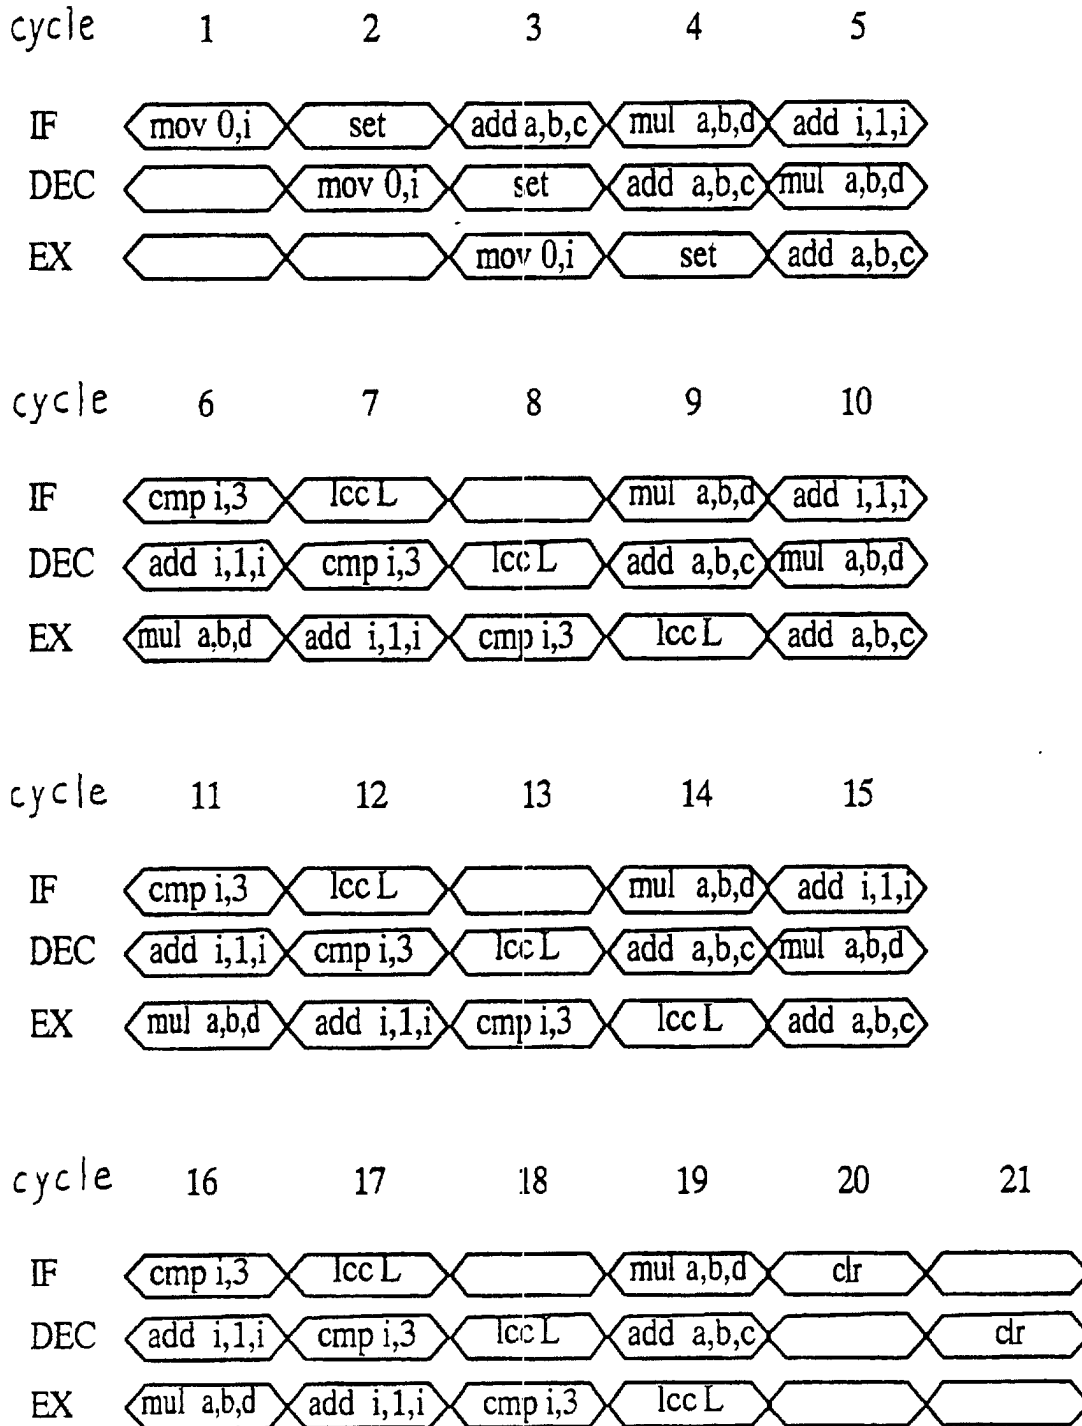 cycle 1 2 3 4 5
IF mov 0,i set add a,b,c mul a,b,d add i,1,i
DEC mov 0,i set add a,b,c mul a,b,d
EX mov 0,i set add a,b,c
cycle 6 7 8 9 10
IF cmp i,3 lcc L mul a,b,d add i,1,i
DEC add i,1,i cmp i,3 lcc L add a,b,c mul a,b,d
EX mul a,b,d add i,1,i cmp i,3 lcc L add a,b,c
cycle 11 12 13 14 15
IF cmp i,3 lcc L mul a,b,d add i,1,i
DEC add i,1,i cmp i,3 lcc L add a,b,c mul a,b,d
EX mul a,b,d add i,1,i cmp i,3 lcc L add a,b,c
cycle 16 17 18 19 20 21
IF cmp i,3 lcc L mul a,b,d clr
DEC add i,1,i cmp i,3 lcc L add a,b,c clr
EX mul a,b,d add i,1,i cmp i,3 lcc L